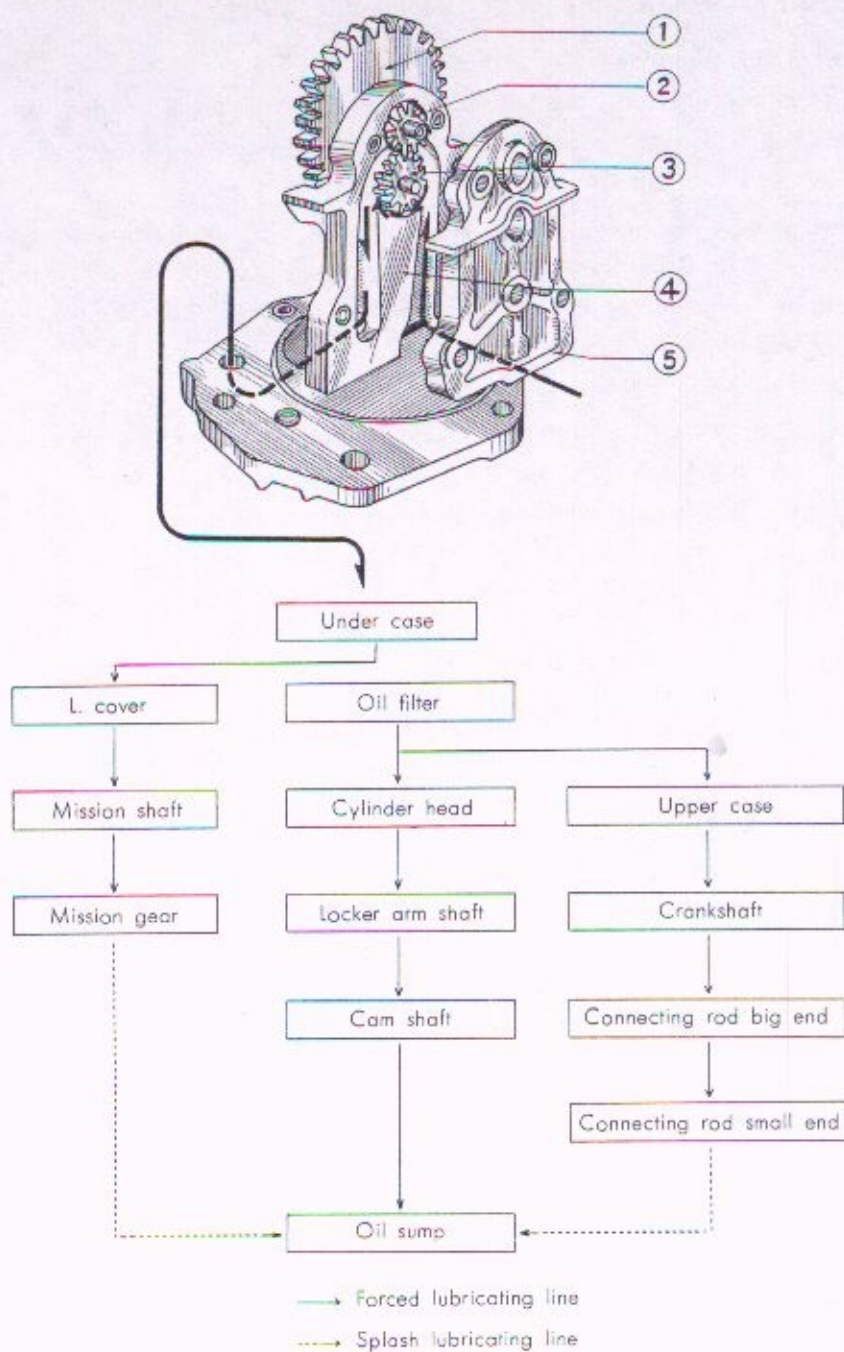 ①
②
③
④
⑤
Under case
L. cover
Oil filter
Mission shaft
Cylinder head
Upper case
Mission gear
Locker arm shaft
Crankshaft
Cam shaft
Connecting rod big end
Connecting rod small end
Oil sump
Forced lubricating line
Splash lubricating line